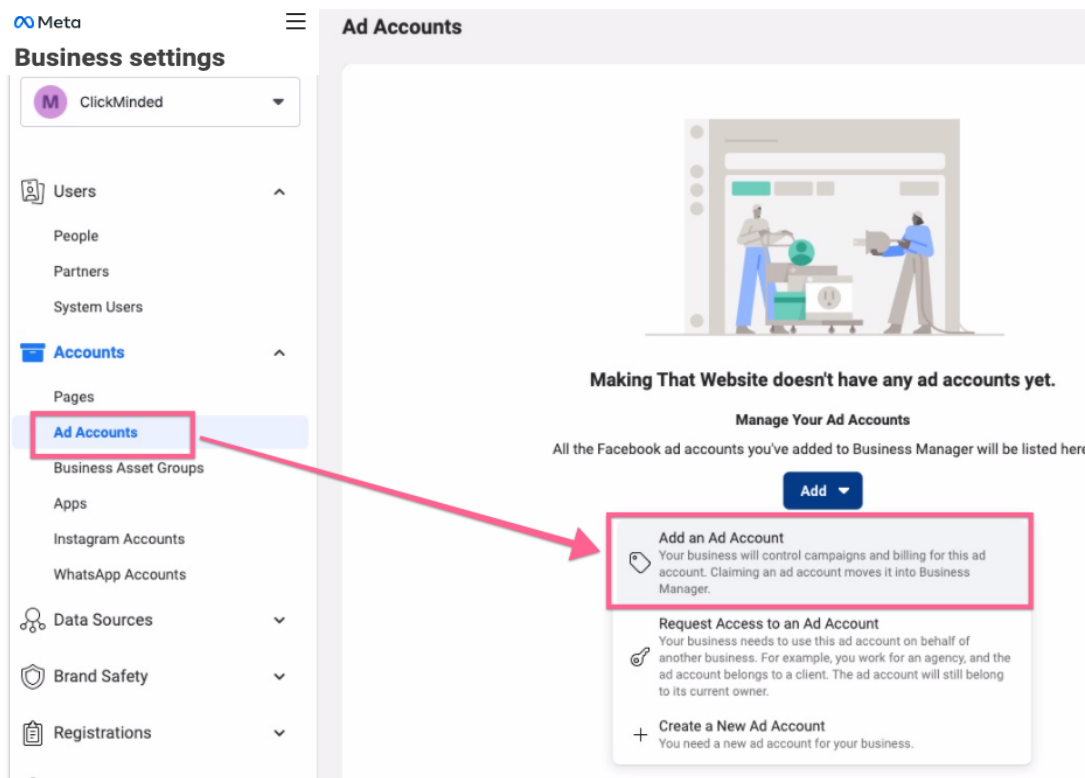 Meta
Business settings
M ClickMinded
Users
People
Partners
System Users
Accounts
Pages
Ad Accounts
Business Asset Groups
Apps
Instagram Accounts
WhatsApp Accounts
Data Sources
Brand Safety
Registrations
Ad Accounts
Making That Website doesn't have any ad accounts yet.
Manage Your Ad Accounts
All the Facebook ad accounts you've added to Business Manager will be listed here
Add
Add an Ad Account
Your business will control campaigns and billing for this ad
account. Claiming an ad account moves it into Business
Manager.
Request Access to an Ad Account
Your business needs to use this ad account on behalf of
another business. For example, you work for an agency, and the
ad account belongs to a client. The ad account will still belong
to its current owner.
Create a New Ad Account
You need a new ad account for your business.